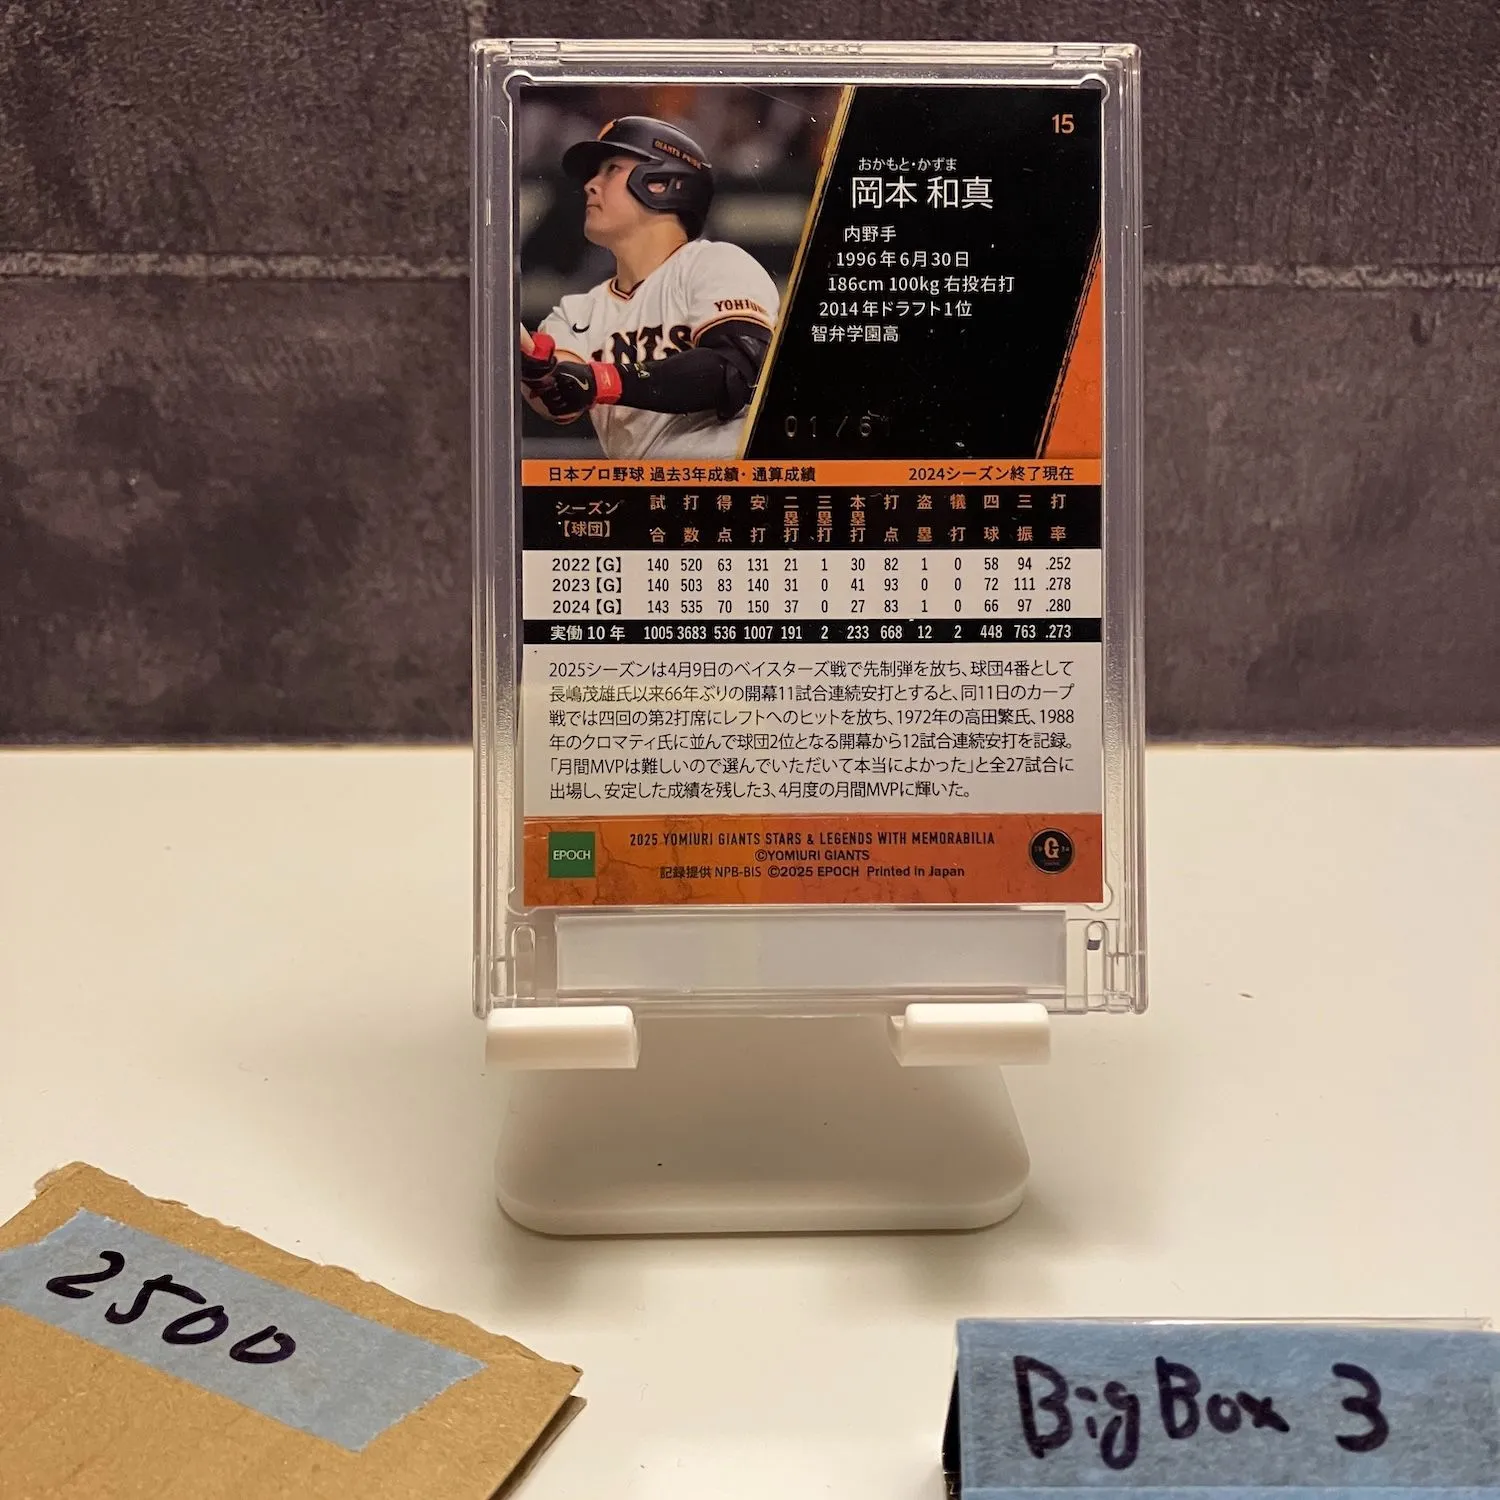 15
おかもと・かずま
岡本 和真
内野手
1996年6月30日
186cm 100kg 右投右打
2014年ドラフト1位
智弁学園高
GIANTS PRIDE
01/61
日本プロ野球 過去3年成績・通算成績 2024シーズン終了現在
シーズン【球団】 試合 打数 得点 安打 二塁打 三塁打 本塁打 打点 盗塁 犠打 四球 三振 打率
2022【G】 140 520 63 131 21 1 30 82 1 0 58 94 .252
2023【G】 140 503 83 140 31 0 41 93 0 0 72 111 .278
2024【G】 143 535 70 150 37 0 27 83 1 0 66 97 .280
実働10年 1005 3683 536 1007 191 2 233 668 12 2 448 763 .273
2025シーズンは4月9日のベイスターズ戦で先制弾を放ち、球団4番として
長嶋茂雄氏以来66年ぶりの開幕11試合連続安打とすると、同11日のカープ
戦では四回の第2打席にレフトへのヒットを放ち、1972年の高田繁氏、1988
年のクロマティ氏に並んで球団2位となる開幕から12試合連続安打を記録。
「月間MVPは難しいので選んでいただいて本当によかった」と全27試合に
出場し、安定した成績を残した3、4月度の月間MVPに輝いた。
EPOCH
2025 YOMIURI GIANTS STARS & LEGENDS WITH MEMORABILIA
©YOMIURI GIANTS
記録提供 NPB-BIS ©2025 EPOCH Printed in Japan
G
2500
Big Box 3